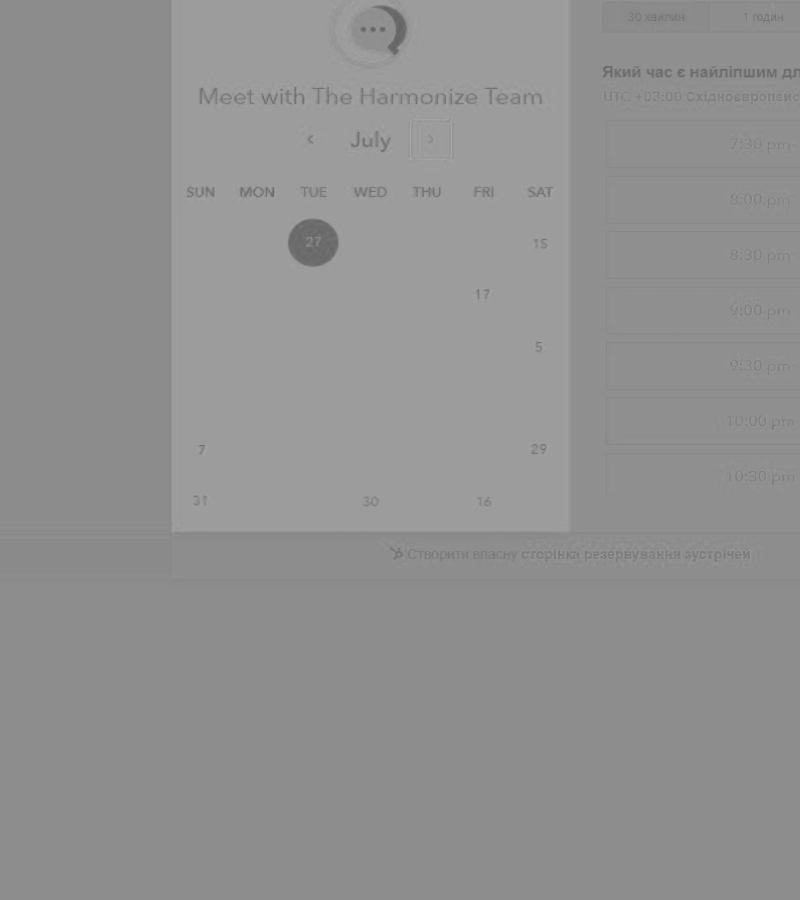 30 хвилин 1 годин
Meet with The Harmonize Team
July
SUN MON TUE WED THU FRI SAT
27 15
17
5
7 29
31 30 16
Який час є найліпшим
UTC +03:00
7:30 pm
8:00 pm
8:30 pm
9:00 pm
9:30 pm
10:00 pm
10:30 pm
Створити власну сторінка резервування зустрічей